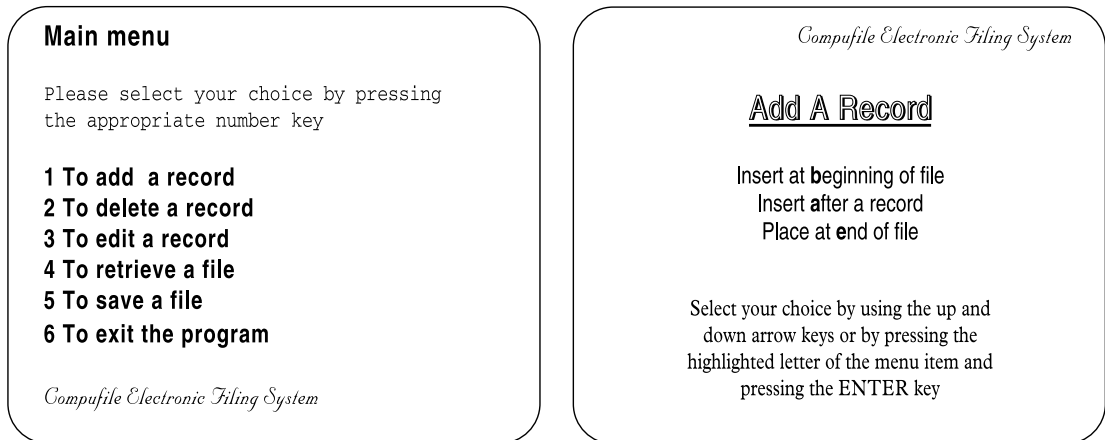 Main menu
Please select your choice by pressing
the appropriate number key
1 To add  a record
2 To delete a record
3 To edit a record
4 To retrieve a file
5 To save a file
6 To exit the program
Compufile Electronic Filing System
Compufile Electronic Filing System
Add A Record
Insert at beginning of file
Insert after a record
Place at end of file
Select your choice by using the up and
down arrow keys or by pressing the
highlighted letter of the menu item and
pressing the ENTER key